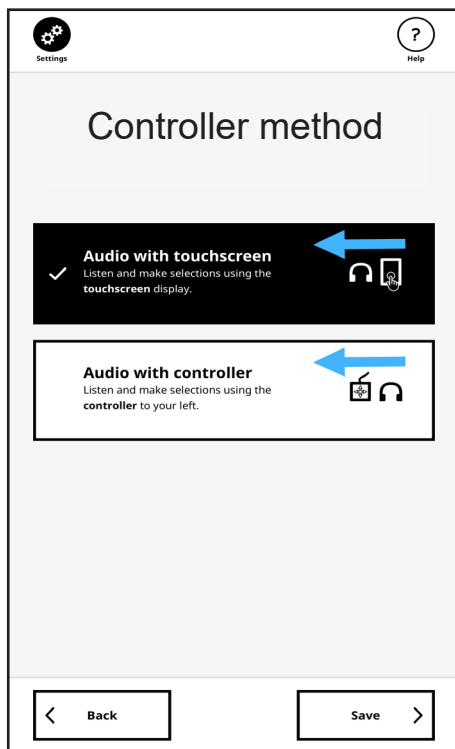 Settings
?
Help
Controller method
Audio with touchscreen
Listen and make selections using the
touchscreen display.
Audio with controller
Listen and make selections using the
controller to your left.
Back
Save